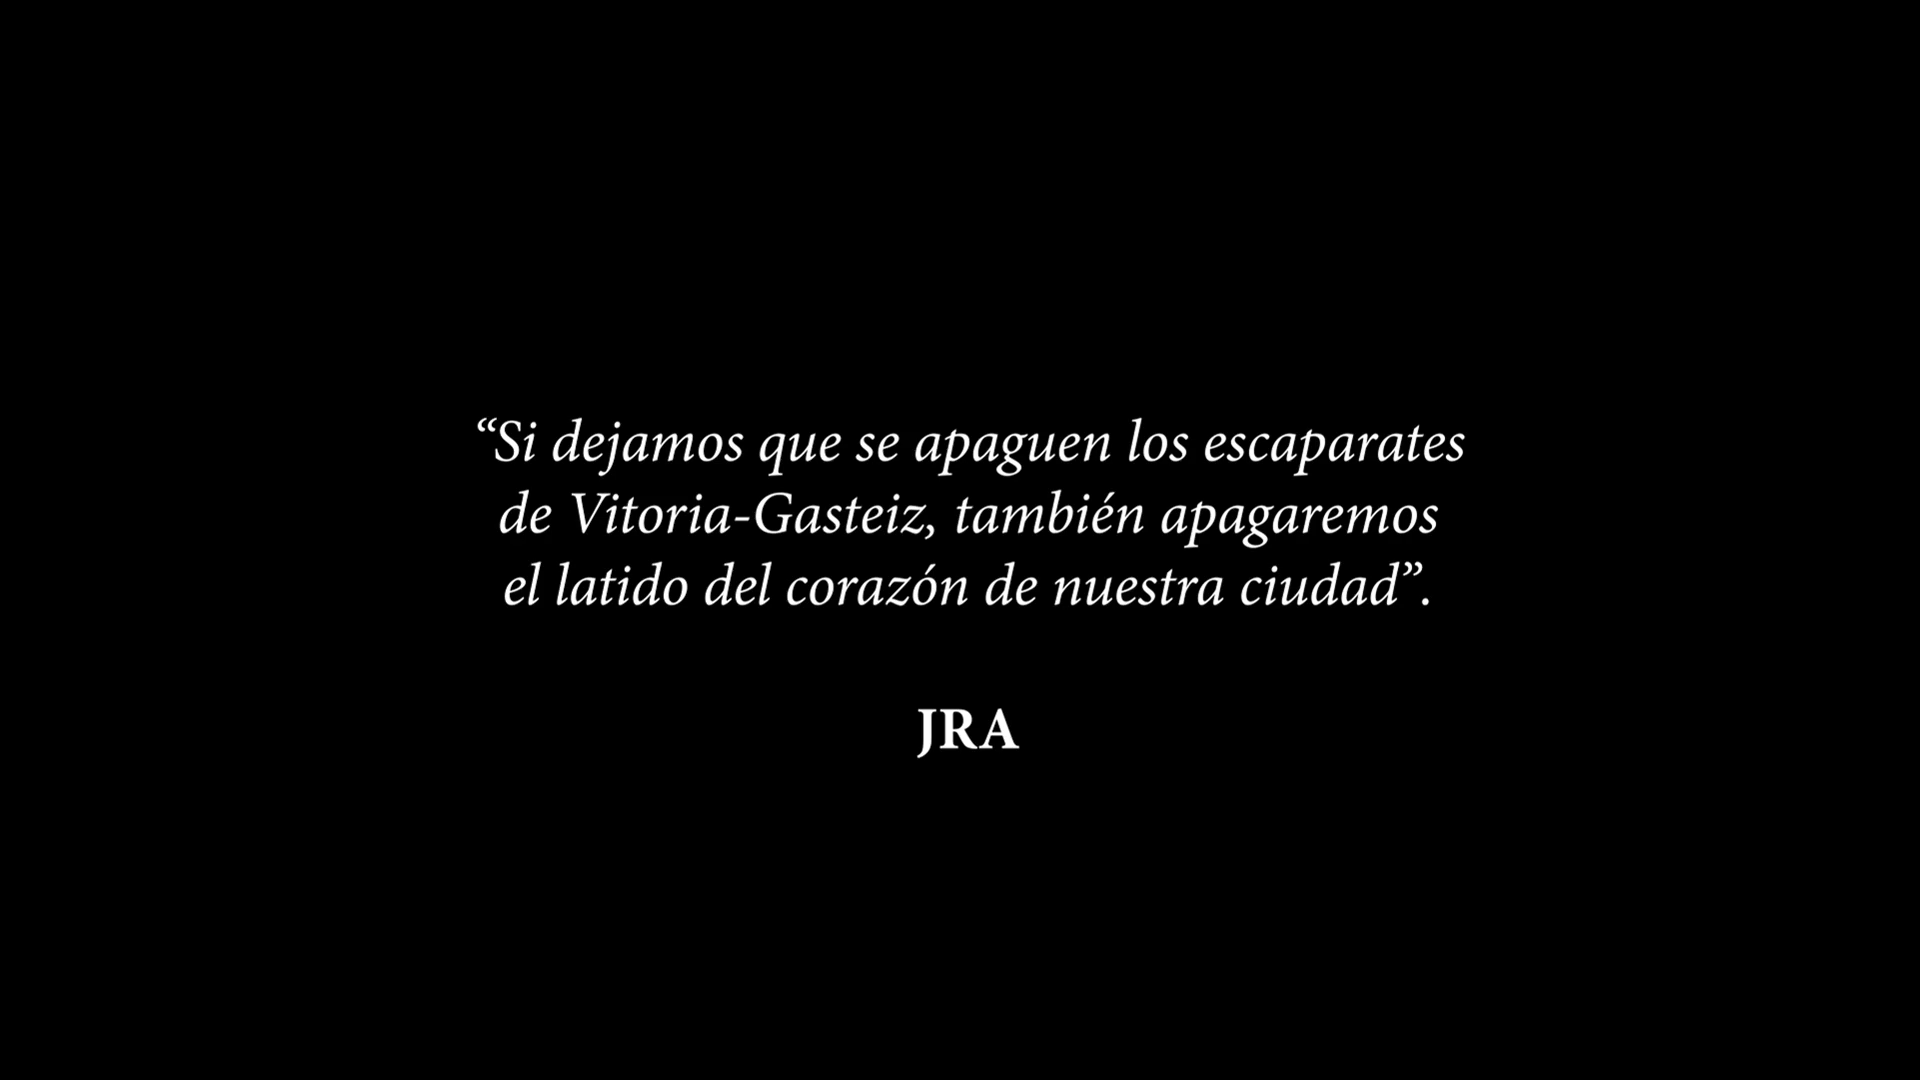 “Si dejamos que se apaguen los escaparates
de Vitoria-Gasteiz, también apagaremos
el latido del corazón de nuestra ciudad”.
JRA